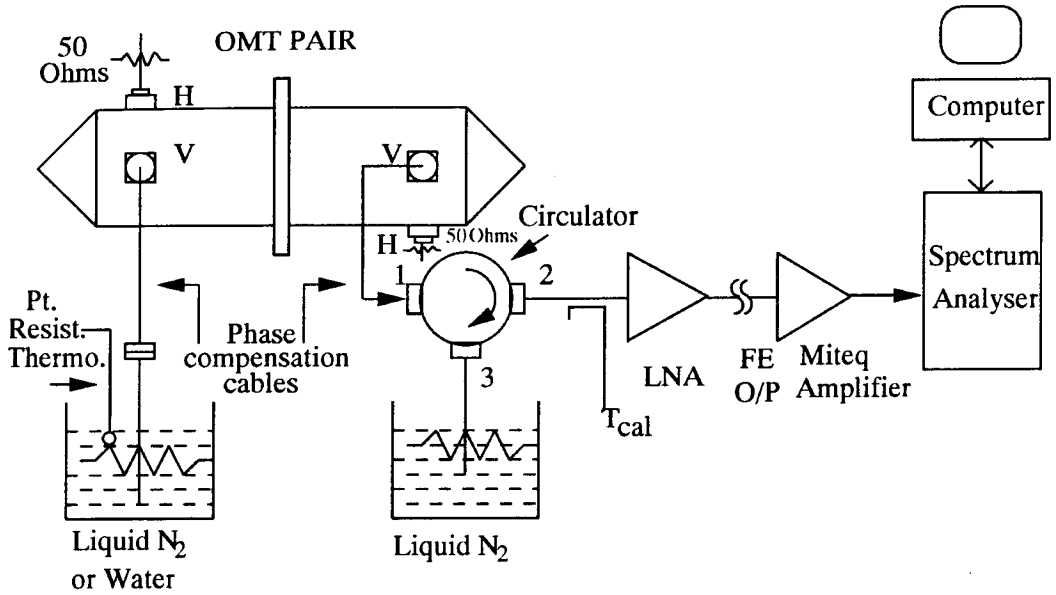 50
Ohms
OMT PAIR
H
V
V
H
50 Ohms
Circulator
1
2
3
Computer
Spectrum
Analyser
Pt.
Resist.
Thermo.
Phase
compensation
cables
LNA
FE
O/P
Miteq
Amplifier
Tcal
Liquid N2
or Water
Liquid N2